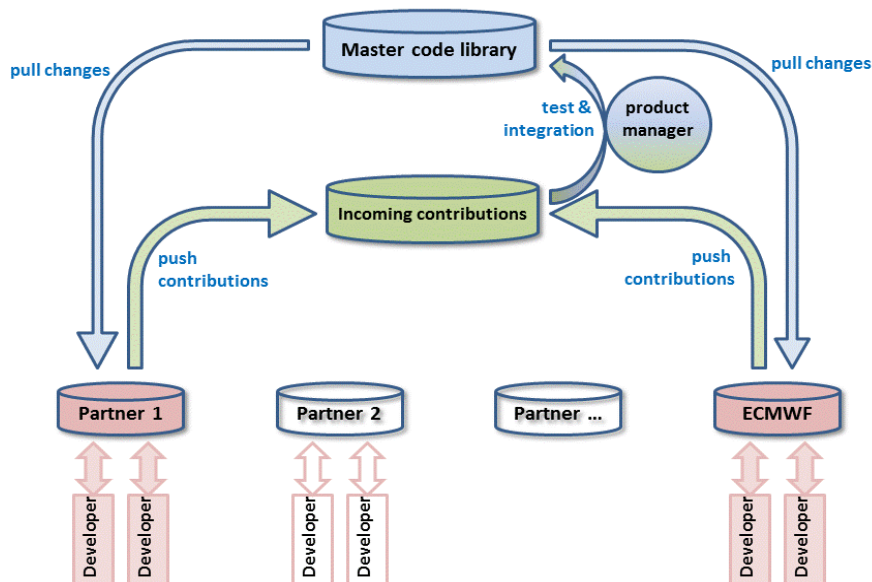 Master code library
pull changes
pull changes
test &
integration
product
manager
Incoming contributions
push
contributions
push
contributions
Partner 1
Partner 2
Partner ...
ECMWF
Developer
Developer
Developer
Developer
Developer
Developer